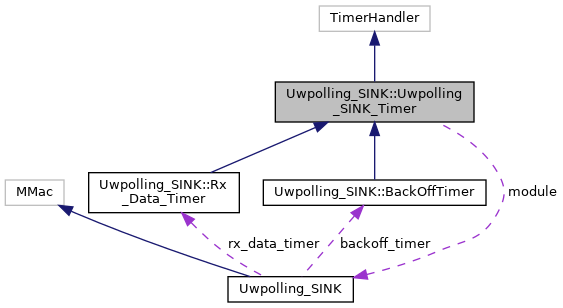 TimerHandler
Uwpolling_SINK::Uwpolling
_SINK_Timer
MMac
Uwpolling_SINK::Rx
_Data_Timer
Uwpolling_SINK::BackOffTimer
module
rx_data_timer
backoff_timer
Uwpolling_SINK